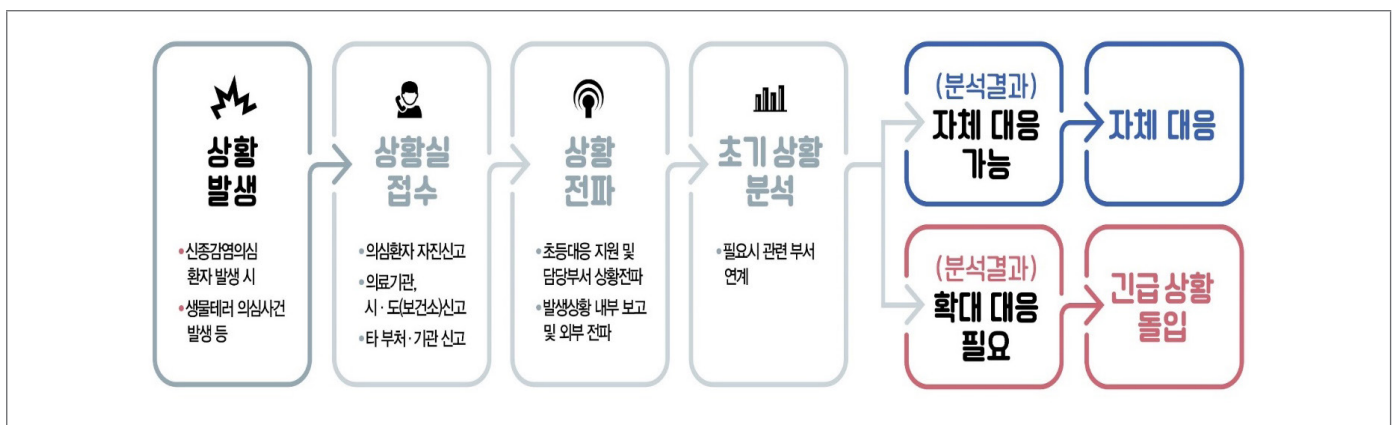 상황
발생
•신종감염의심
환자 발생 시
•생물테러 의심사건
발생 등
상황실
접수
•의심환자 자진신고
•의료기관,
시·도(보건소)신고
•타 부처·기관 신고
상황
전파
•초등대응 지원 및
담당부서 상황전파
•발생상황 내부 보고
및 외부 전파
초기 상황
분석
•필요시 관련 부서
연계
(분석결과)
자체 대응
가능
자체 대응
(분석결과)
확대 대응
필요
긴급 상황
돌입